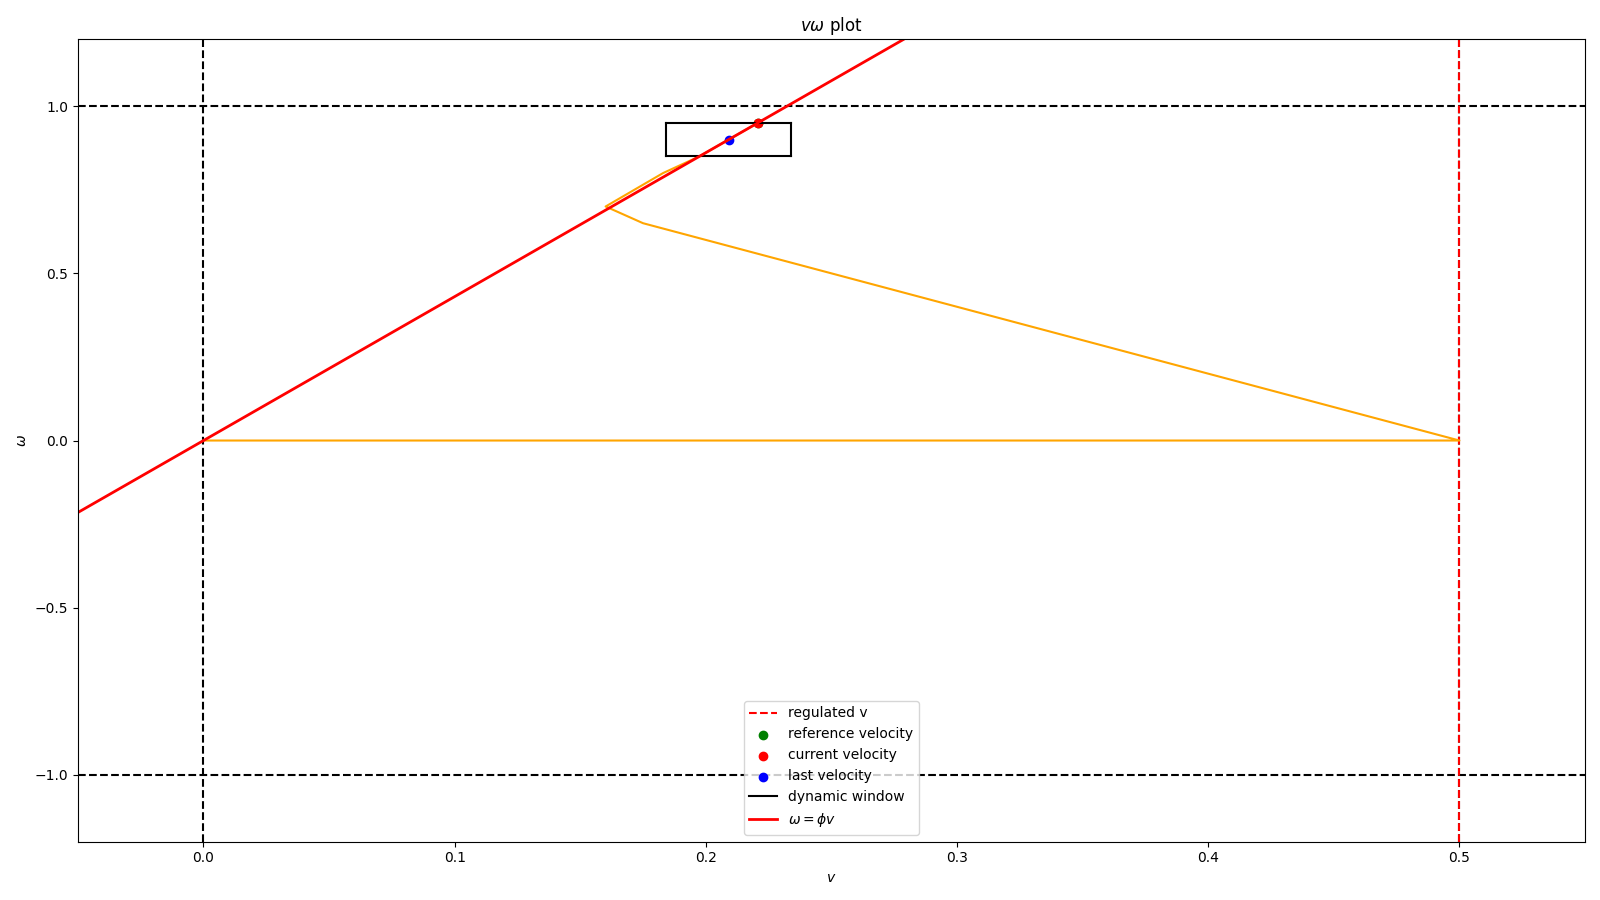 vω plot
ω
1.0
0.5
0.0
−0.5
−1.0
regulated v
reference velocity
current velocity
last velocity
dynamic window
ω = ϕv
0.0 0.1 0.2 0.3 0.4 0.5
v